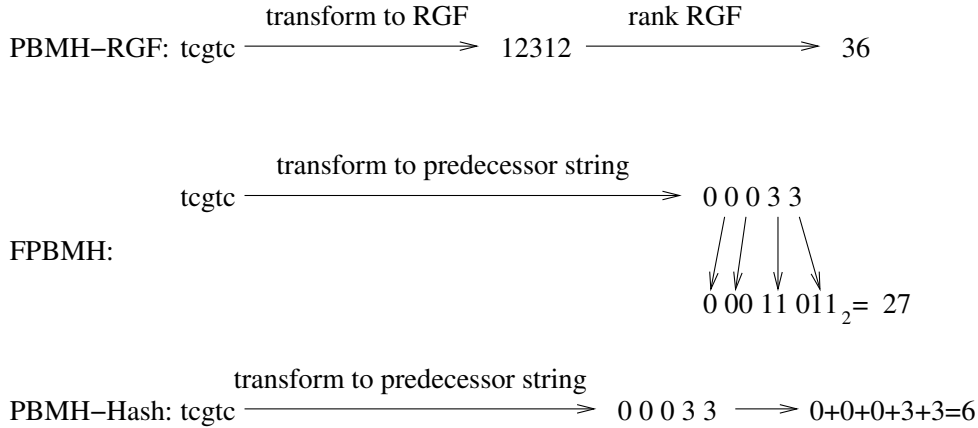 transform to RGF rank RGF
PBMH−RGF: tcgtc 12312 36
transform to predecessor string
tcgtc 0 0 0 3 3
FPBMH:
0 00 11 011₂= 27
transform to predecessor string
PBMH−Hash: tcgtc 0 0 0 3 3 0+0+0+3+3=6